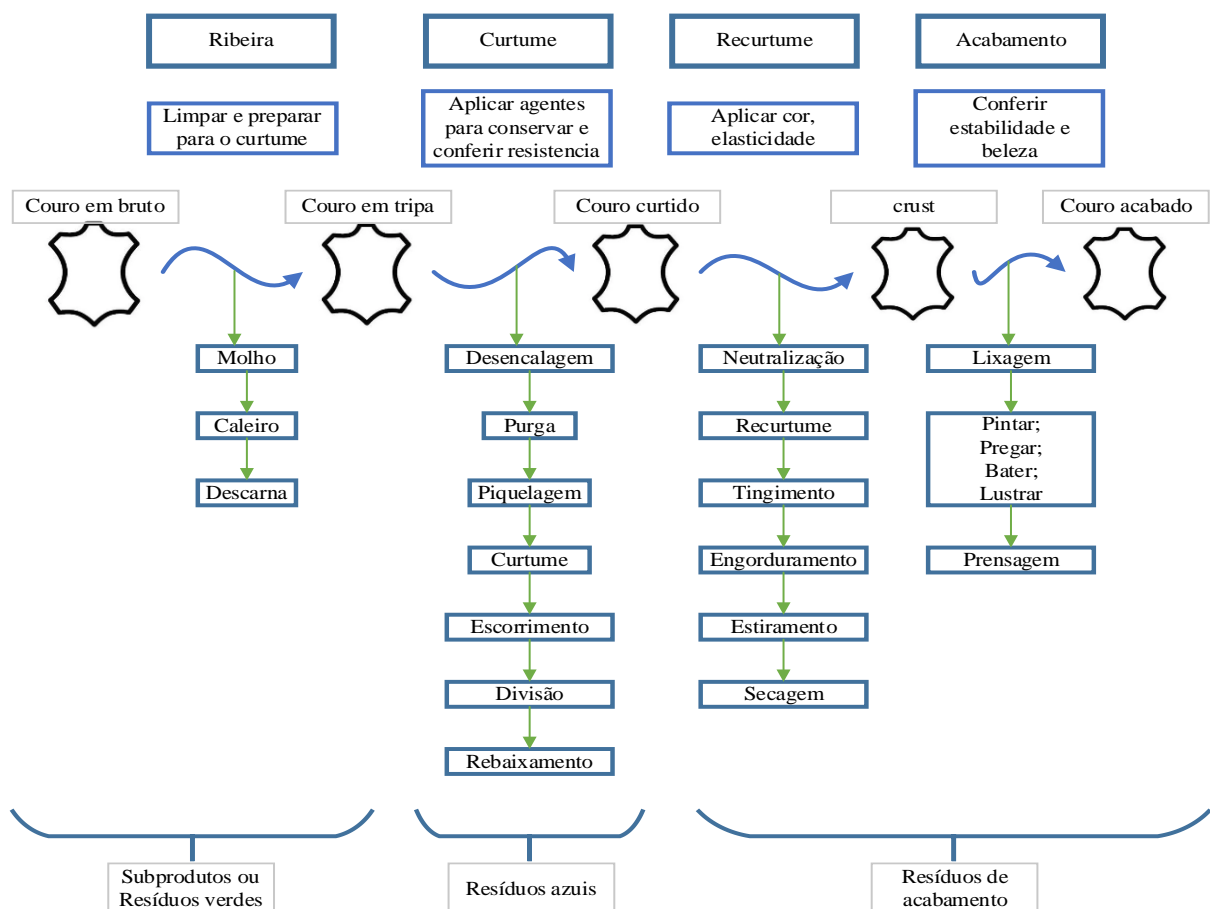 Ribeira
Curtume
Recurtume
Acabamento
Limpar e preparar
para o curtume
Aplicar agentes
para conservar e
conferir resistencia
Aplicar cor,
elasticidade
Conferir
estabilidade e
beleza
Couro em bruto
Couro em tripa
Couro curtido
crust
Couro acabado
Molho
Caleiro
Descarna
Desencalagem
Purga
Piquelagem
Curtume
Escorrimento
Divisão
Rebaixamento
Neutralização
Recurtume
Tingimento
Engorduramento
Estiramento
Secagem
Lixagem
Pintar;
Pregar;
Bater;
Lustrar
Prensagem
Subprodutos ou
Resíduos verdes
Resíduos azuis
Resíduos de
acabamento